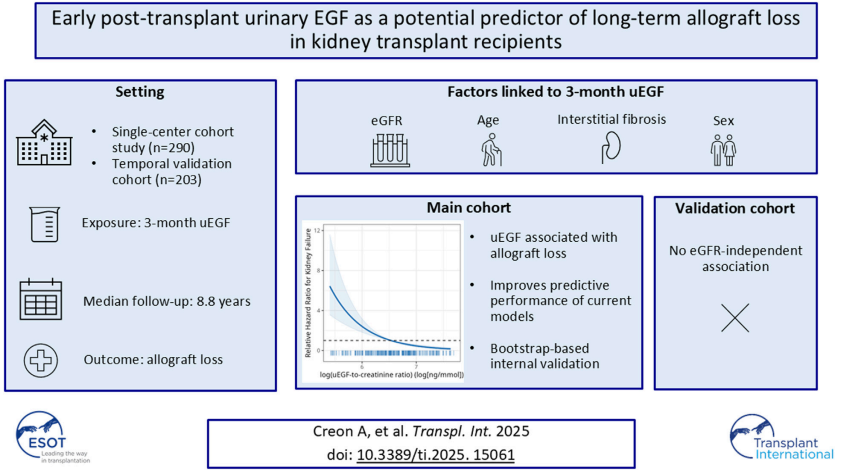 Early post-transplant urinary EGF as a potential predictor of long-term allograft loss
in kidney transplant recipients
Setting
• Single-center cohort
study (n=290)
• Temporal validation
cohort (n=203)
Exposure: 3-month uEGF
Median follow-up: 8.8 years
Outcome: allograft loss
Factors linked to 3-month uEGF
eGFR
Age
Interstitial fibrosis
Sex
Main cohort
Relative Hazard Ratio for Kidney Failure
12
8
4
0
6
7
log(uEGF-to-creatinine ratio) (log[ng/mmol])
• uEGF associated with
allograft loss
• Improves predictive
performance of current
models
• Bootstrap-based
internal validation
Validation cohort
No eGFR-independent
association
ESOT
Leading the way
in transplantation
Creon A, et al. Transpl. Int. 2025
doi: 10.3389/ti.2025. 15061
Transplant
International